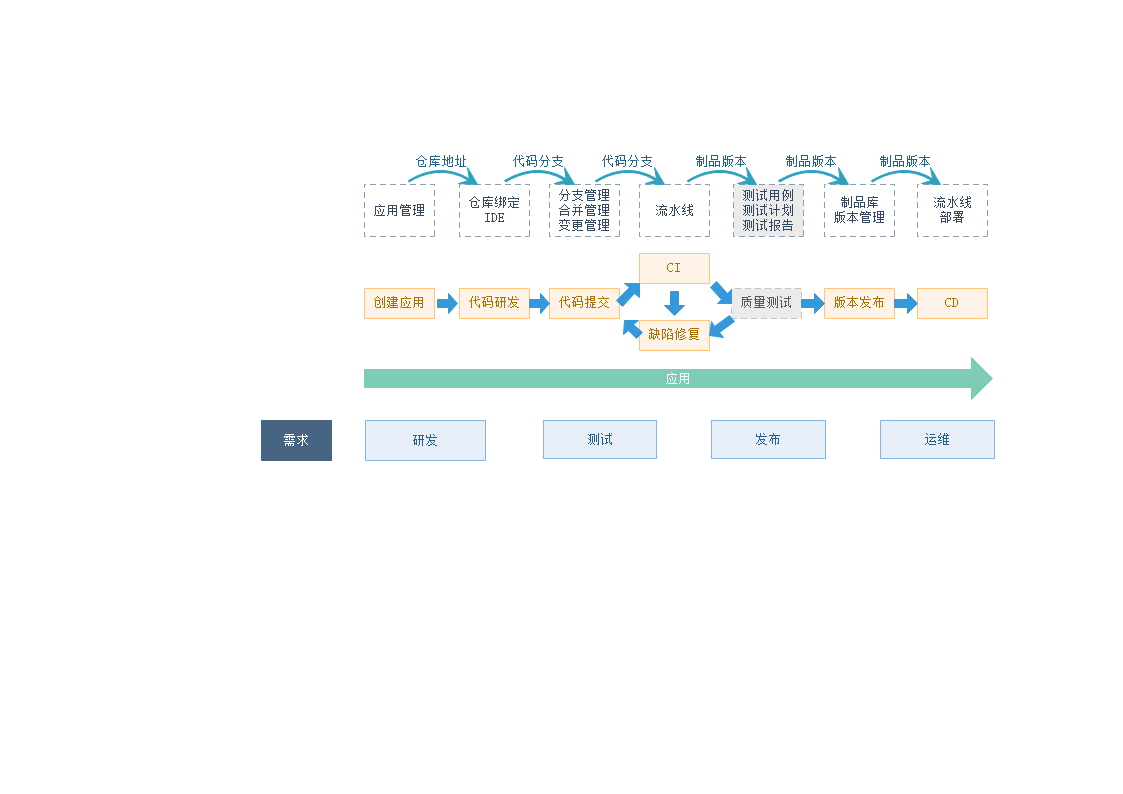 仓库地址
代码分支
代码分支
制品版本
制品版本
制品版本
应用管理
仓库绑定
IDE
分支管理
合并管理
变更管理
流水线
测试用例
测试计划
测试报告
制品库
版本管理
流水线
部署
CI
创建应用
代码研发
代码提交
质量测试
版本发布
CD
缺陷修复
应用
需求
研发
测试
发布
运维